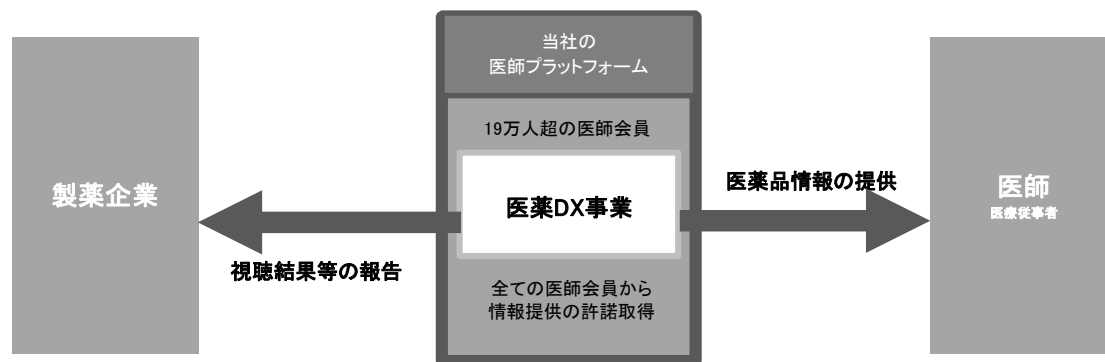 当社の
医師プラットフォーム
19万人超の医師会員
製薬企業
医薬DX事業
医薬品情報の提供
医師
医療従事者
視聴結果等の報告
全ての医師会員から
情報提供の許諾取得